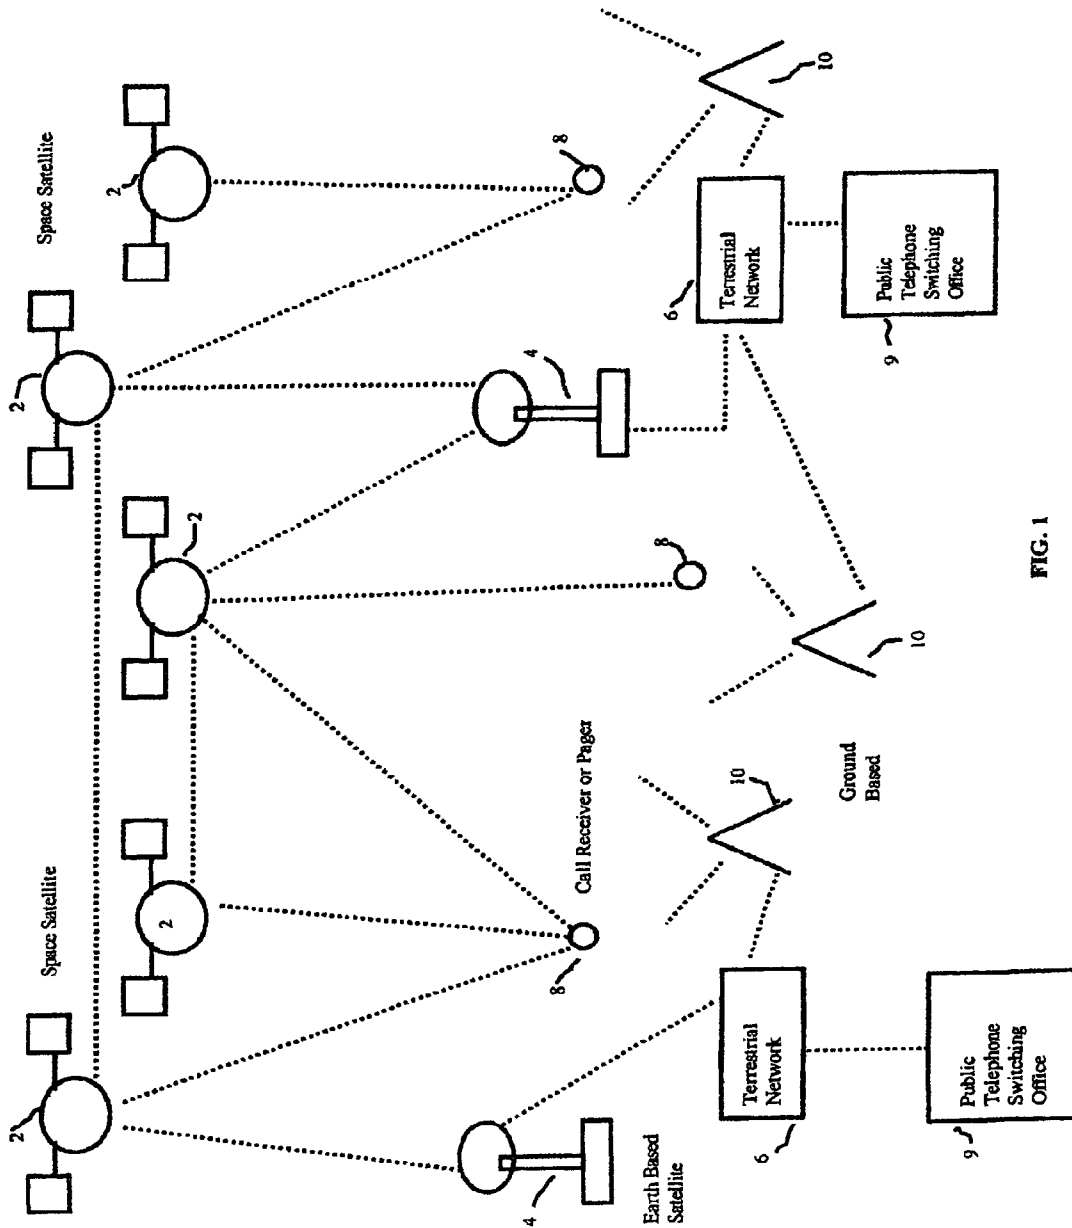 2
2
Space Satellite
Space Satellite
2
2
2
4
4
8
8
Call Receiver or Pager
8
Earth Based
Satellite
6
Terrestrial
Network
10
10
Terrestrial
Network
6
Ground
Based
10
9
Public
Telephone
Switching
Office
9
Public
Telephone
Switching
Office
FIG. 1